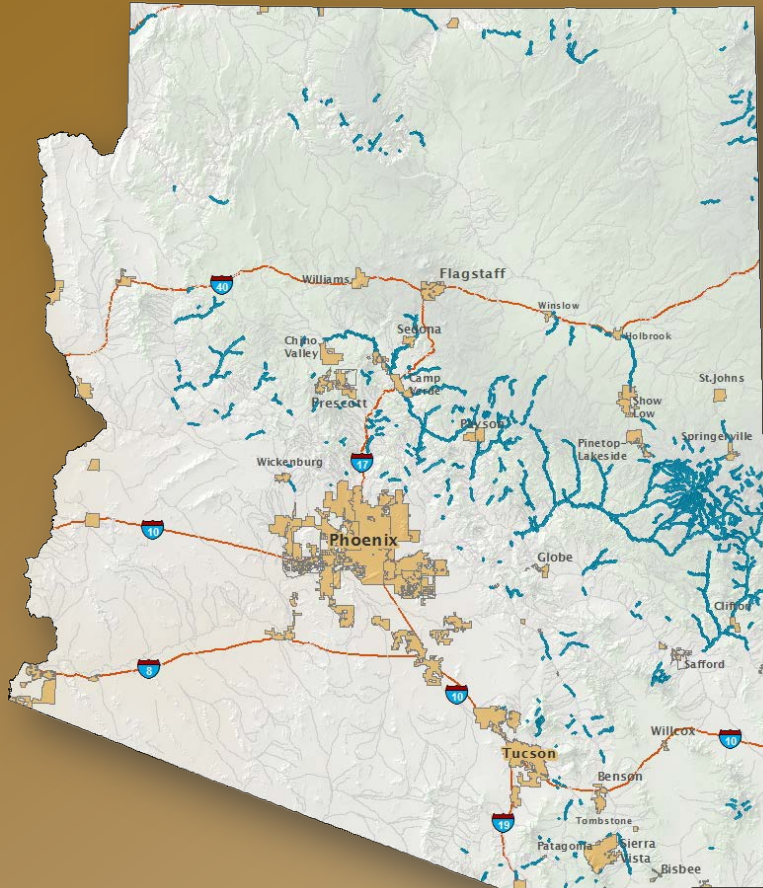 Williams
Flagstaff
40
Winslow
Holbrook
Sedona
Chino
Valley
Camp
Verde
Prescott
Payson
Show
Low
St.Johns
Pinetop
Lakeside
Springerville
Wickenburg
17
10
Phoenix
Globe
Clifton
8
Safford
10
Willcox
10
Tucson
Benson
Tombstone
19
Patagonia
Sierra
Vista
Bisbee